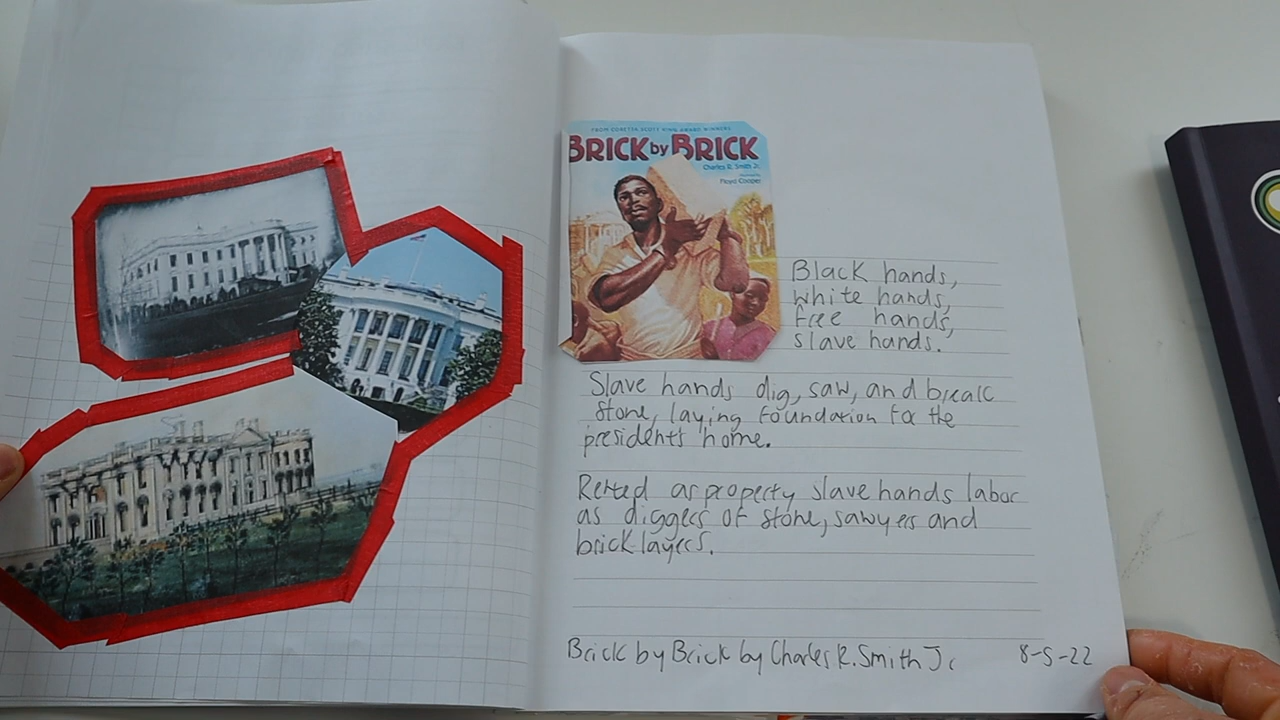 FROM CORETTA SCOTT KING AWARD WINNERS
BRICK by BRICK
Charles R. Smith Jr.
Floyd Cooper
Black hands,
white hands,
free hands,
slave hands.
Slave hands dig, saw, and break
stone, laying foundation for the
president's home.
Rented as property slave hands labor
as diggers of stone, sawyers and
brick layers.
Brick by Brick by Charles R. Smith Jr
8-5-22